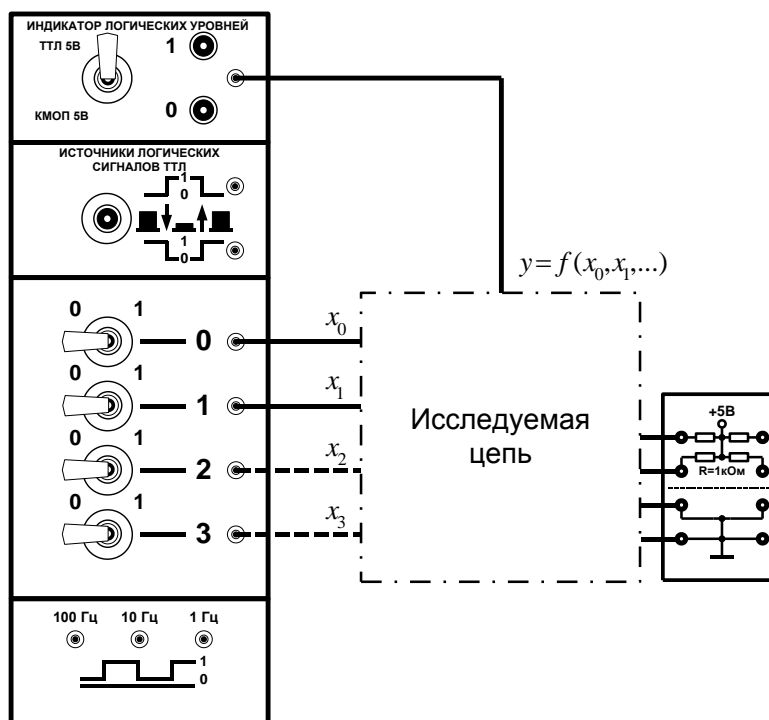 ИНДИКАТОР ЛОГИЧЕСКИХ УРОВНЕЙ
ТТЛ 5В
1
КМОП 5В
0
ИСТОЧНИКИ ЛОГИЧЕСКИХ
СИГНАЛОВ ТТЛ
1
0
1
0
y = f (x₀, x₁,...)
0 1
0
x₀
0 1
1
x₁
0 1
2
x₂
0 1
3
x₃
Исследуемая
цепь
+5В
R=1кОм
100 Гц 10 Гц 1 Гц
1
0